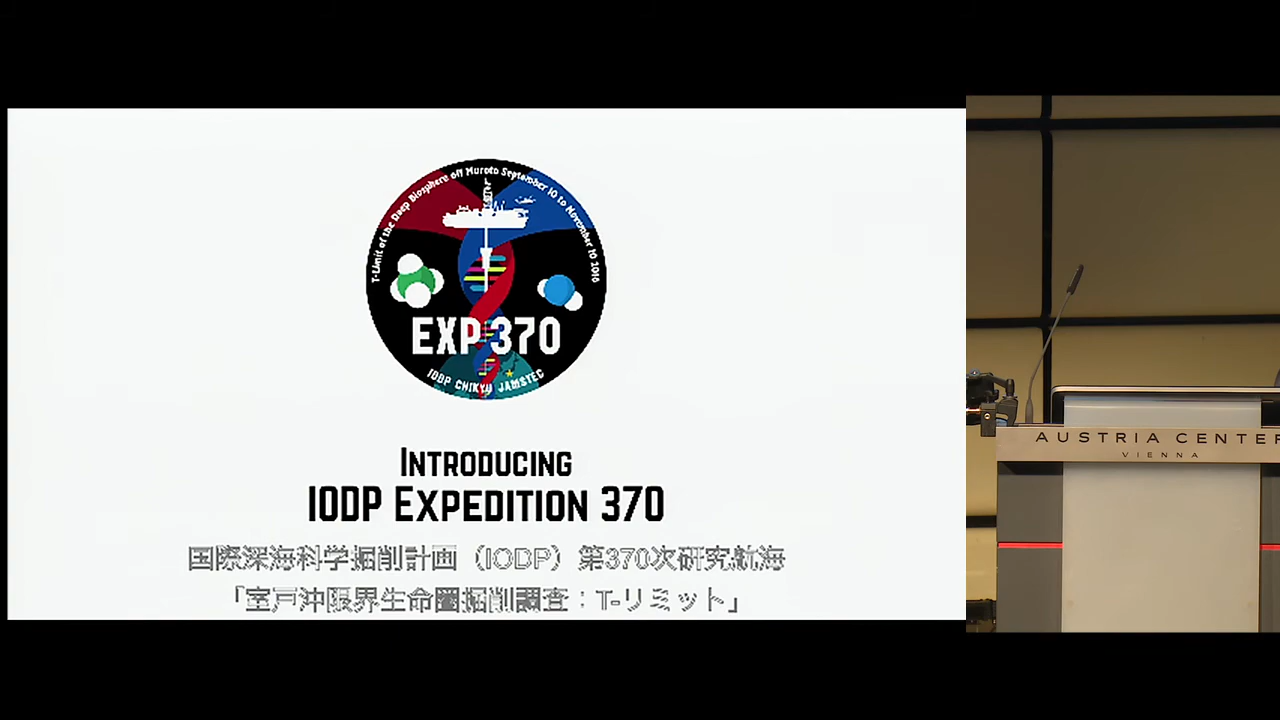 T-Limit of the Deep Biosphere off Muroto September 10 to November 10 2016
EXP 370
IODP CHIKYU JAMSTEC
INTRODUCING
IODP EXPEDITION 370
国際深海科学掘削計画（IODP）第370次研究航海
「室戸沖限界生命圏掘削調査：T-リミット」
AUSTRIA CENTER
VIENNA